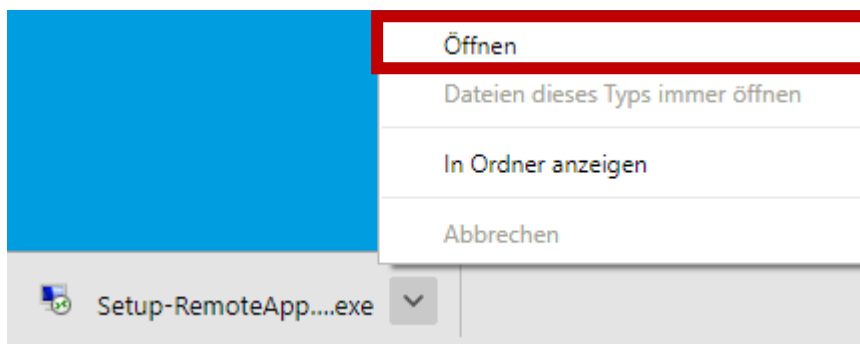 Öffnen
Dateien dieses Typs immer öffnen
In Ordner anzeigen
Abbrechen
Setup-RemoteApp....exe